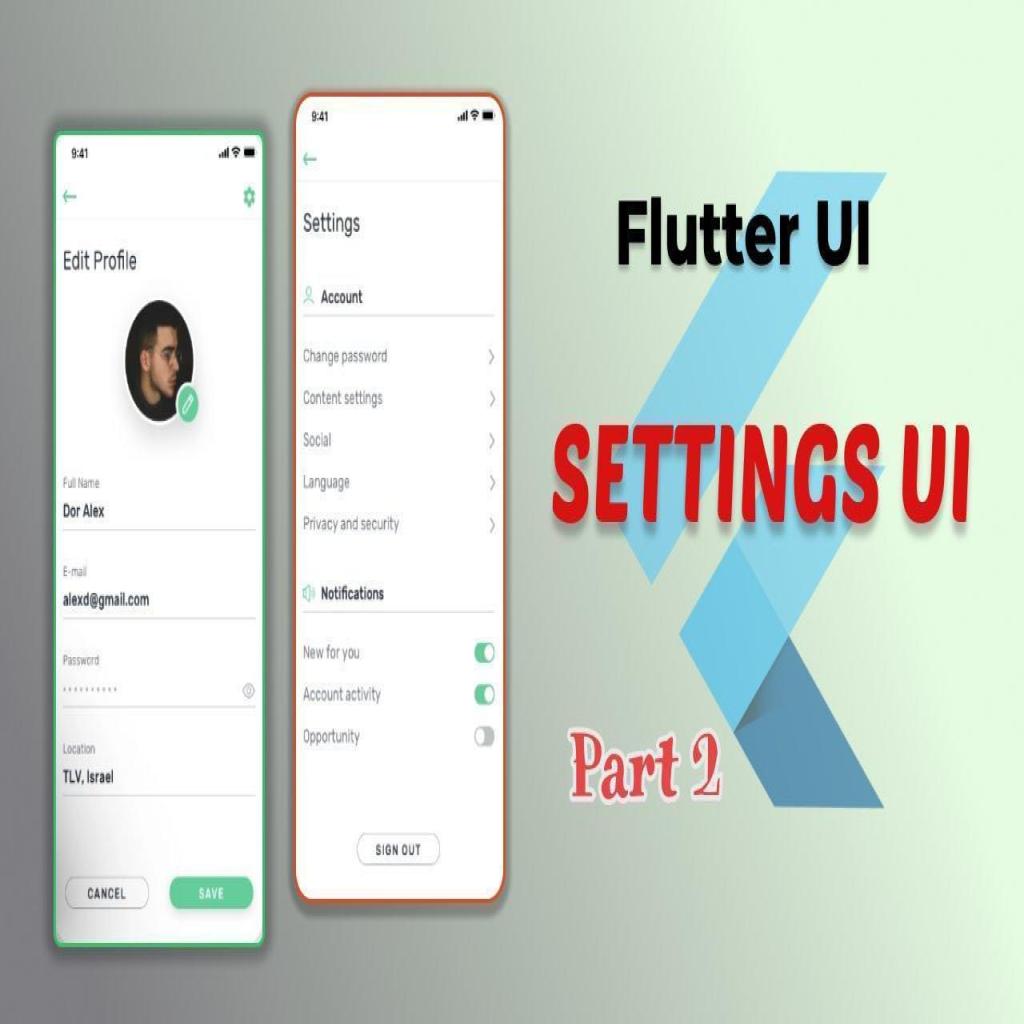 9:41
Edit Profile
Full Name
Dor Alex
E-mail
alexd@gmail.com
Password
••••••••••
Location
TLV, Israel
CANCEL
SAVE
9:41
Settings
Account
Change password
Content settings
Social
Language
Privacy and security
Notifications
New for you
Account activity
Opportunity
SIGN OUT
Flutter UI
SETTINGS UI
Part 2